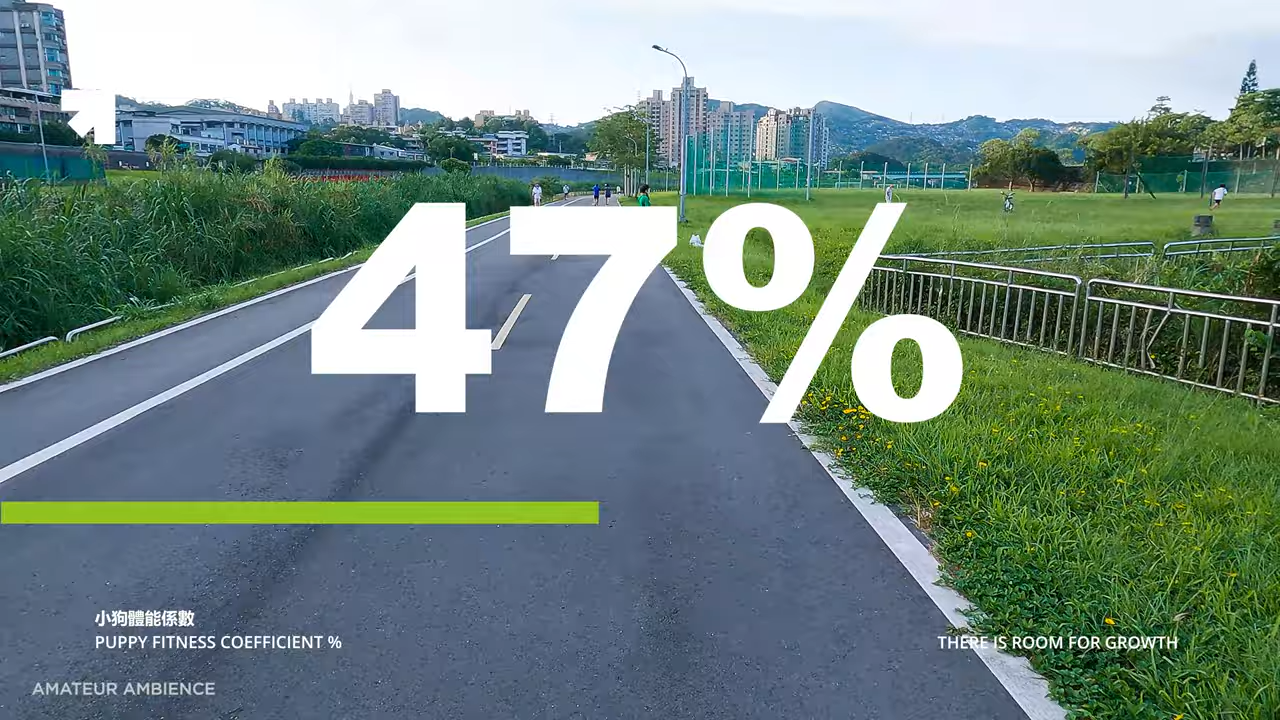 47%
小狗體能係數
PUPPY FITNESS COEFFICIENT %
THERE IS ROOM FOR GROWTH
AMATEUR AMBIENCE